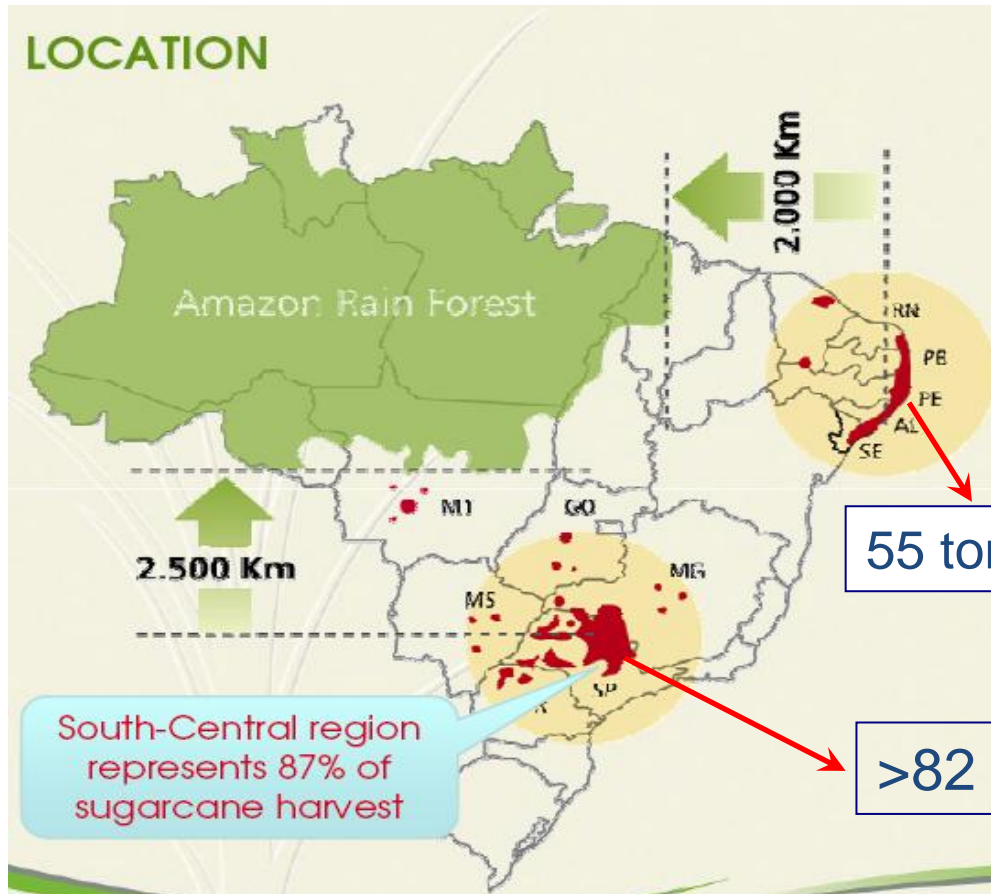 LOCATION
2.000 Km
Amazon Rain Forest
RN
PB
PE
AL
SE
MT
GO
2.500 Km
MG
MS
55 ton
SP
South-Central region
represents 87% of
sugarcane harvest
>82